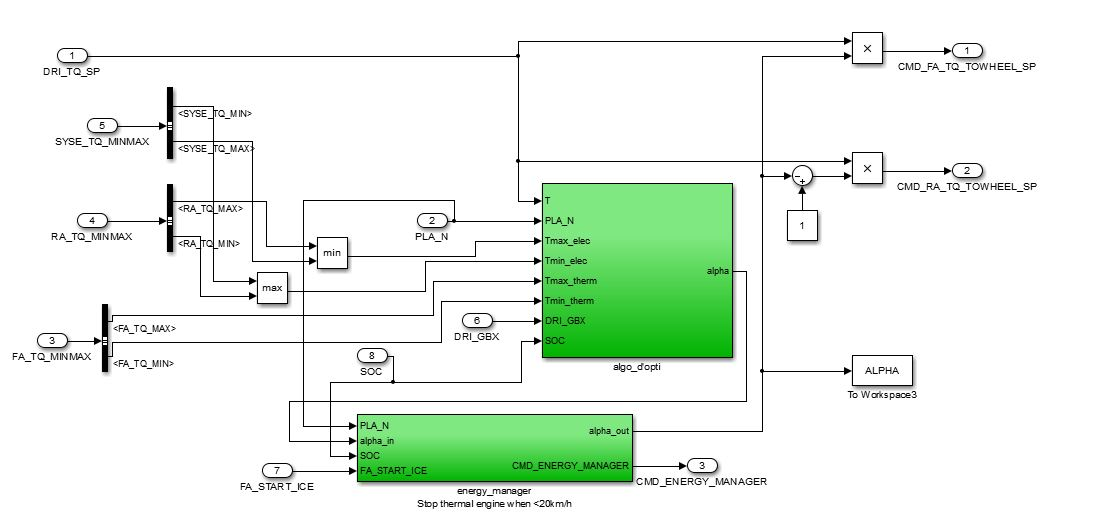 1
DRI_TQ_SP
×
1
CMD_FA_TQ_TOWHEEL_SP
5
SYSE_TQ_MINMAX
<SYSE_TQ_MIN>
<SYSE_TQ_MAX>
×
2
CMD_RA_TQ_TOWHEEL_SP
−
+
1
4
RA_TQ_MINMAX
<RA_TQ_MAX>
<RA_TQ_MIN>
2
PLA_N
min
max
T
PLA_N
Tmax_elec
Tmin_elec
Tmax_therm
Tmin_therm
DRI_GBX
SOC
alpha
algo_d'opti
3
FA_TQ_MINMAX
<FA_TQ_MAX>
<FA_TQ_MIN>
6
DRI_GBX
8
SOC
ALPHA
To Workspace3
PLA_N
alpha_in
SOC
FA_START_ICE
alpha_out
CMD_ENERGY_MANAGER
7
FA_START_ICE
3
CMD_ENERGY_MANAGER
energy_manager
Stop thermal engine when <20km/h